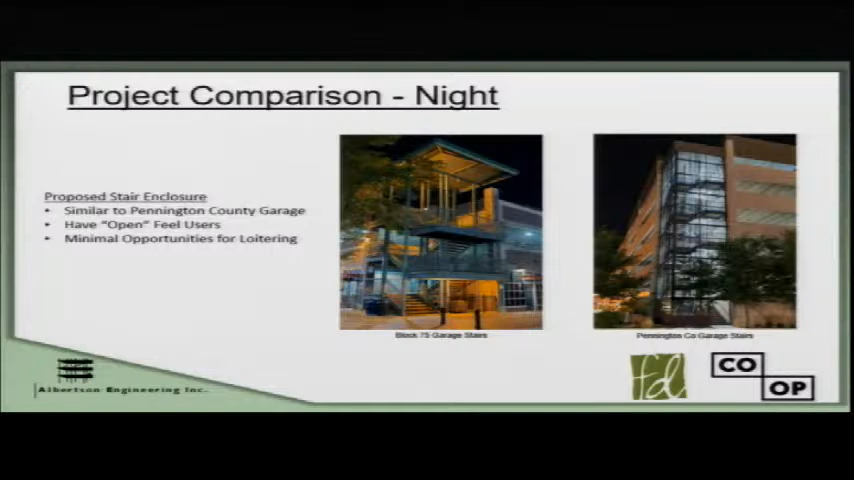 Project Comparison - Night
Proposed Stair Enclosure
• Similar to Pennington County Garage
• Have "Open" Feel Users
• Minimal Opportunities for Loitering
Block 75 Garage Stairs
Pennington Co Garage Stairs
Albertson Engineering Inc.
fd
CO
OP